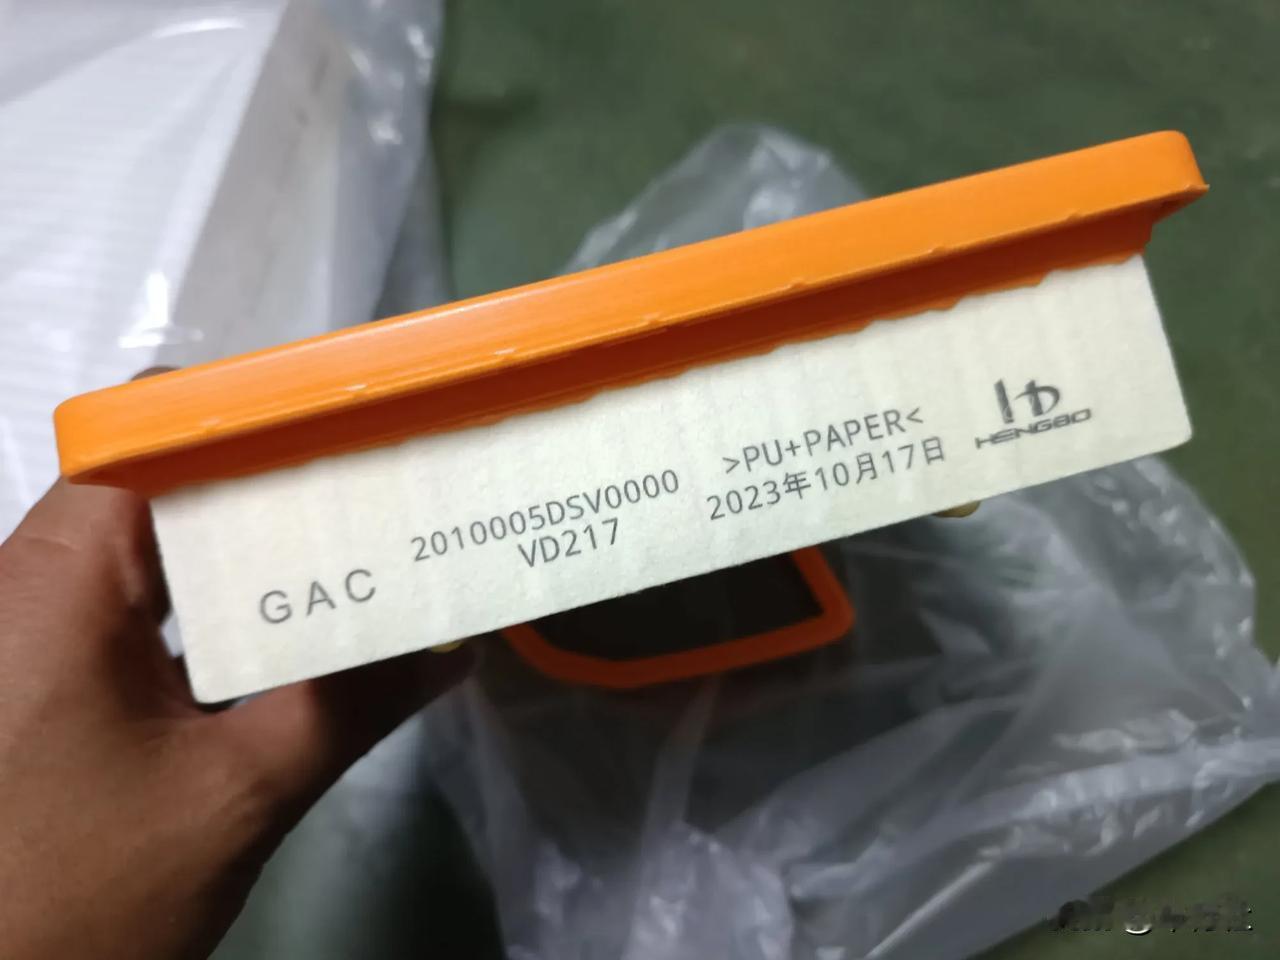 GAC
2010005DSV0000
VD217
>PU+PAPER<
2023年10月17日
HENGBO